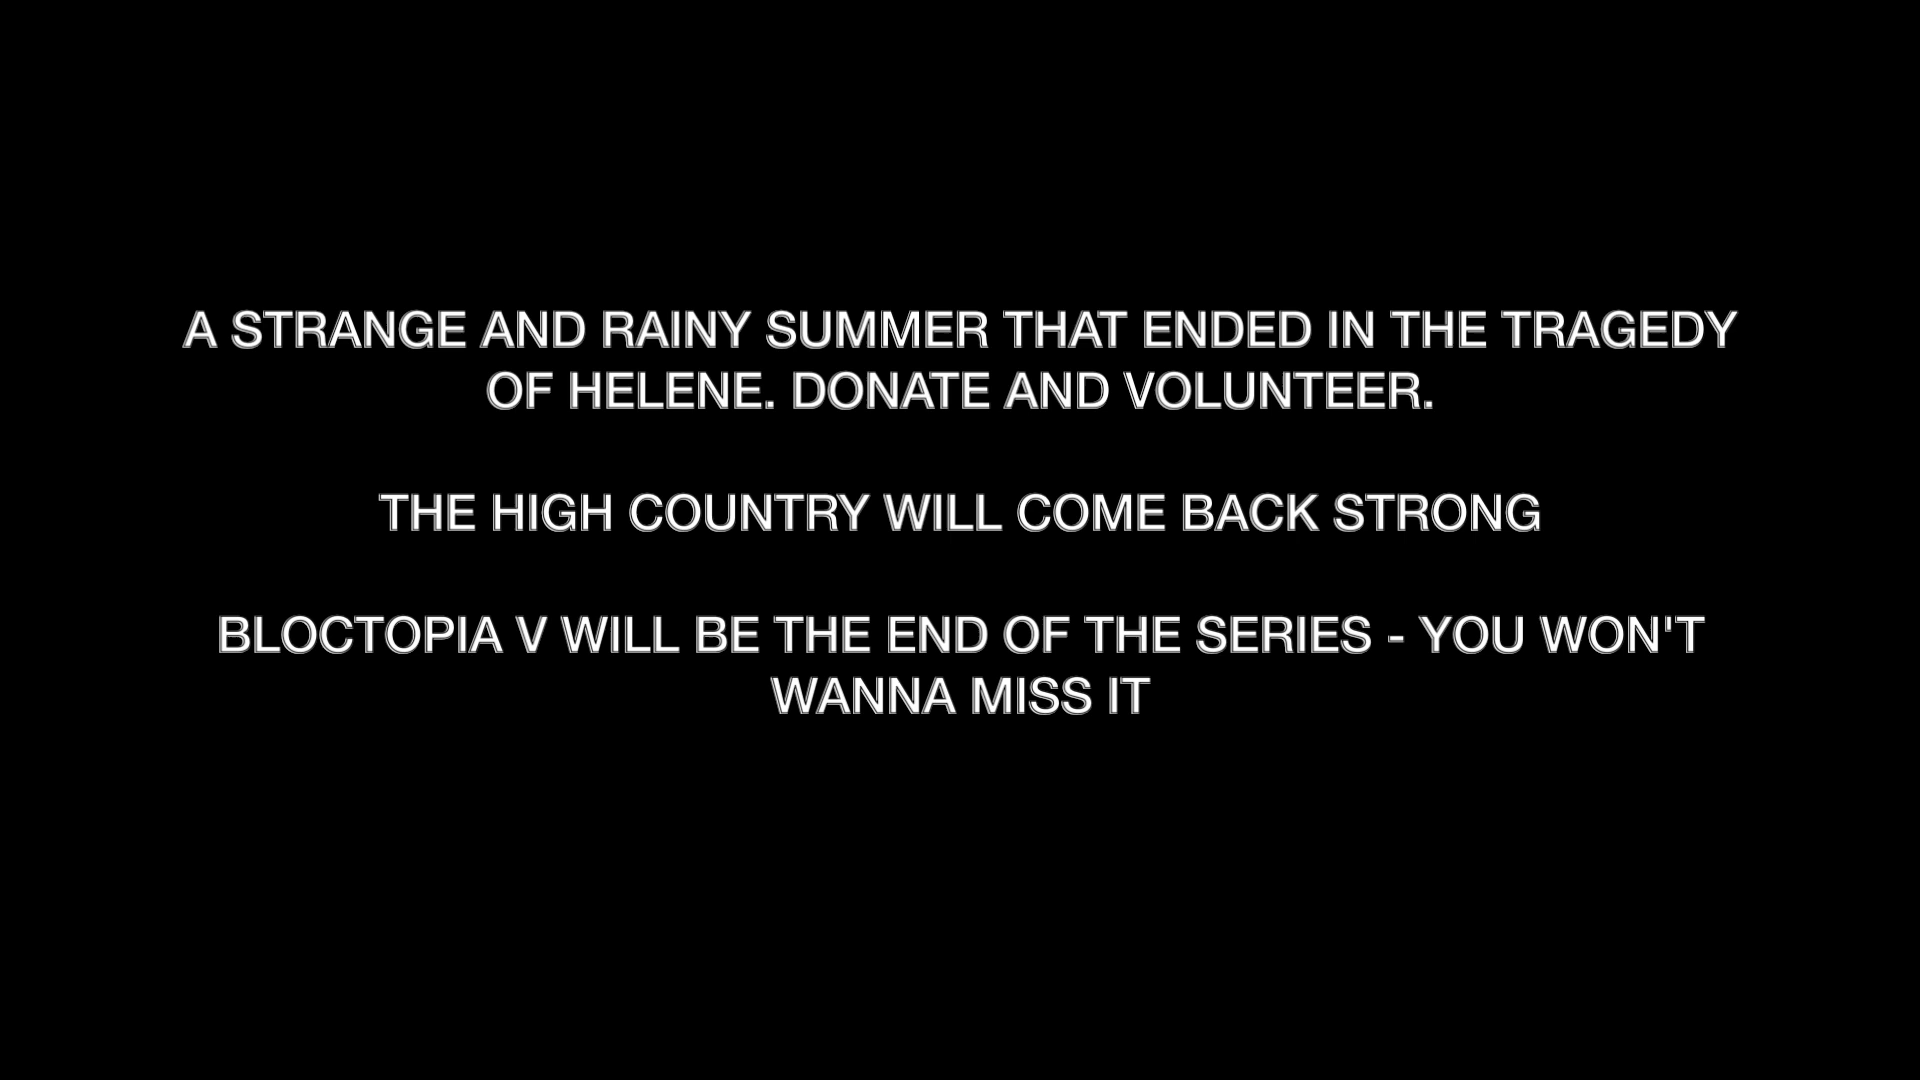 A STRANGE AND RAINY SUMMER THAT ENDED IN THE TRAGEDY
OF HELENE. DONATE AND VOLUNTEER.
THE HIGH COUNTRY WILL COME BACK STRONG
BLOCTOPIA V WILL BE THE END OF THE SERIES - YOU WON'T
WANNA MISS IT